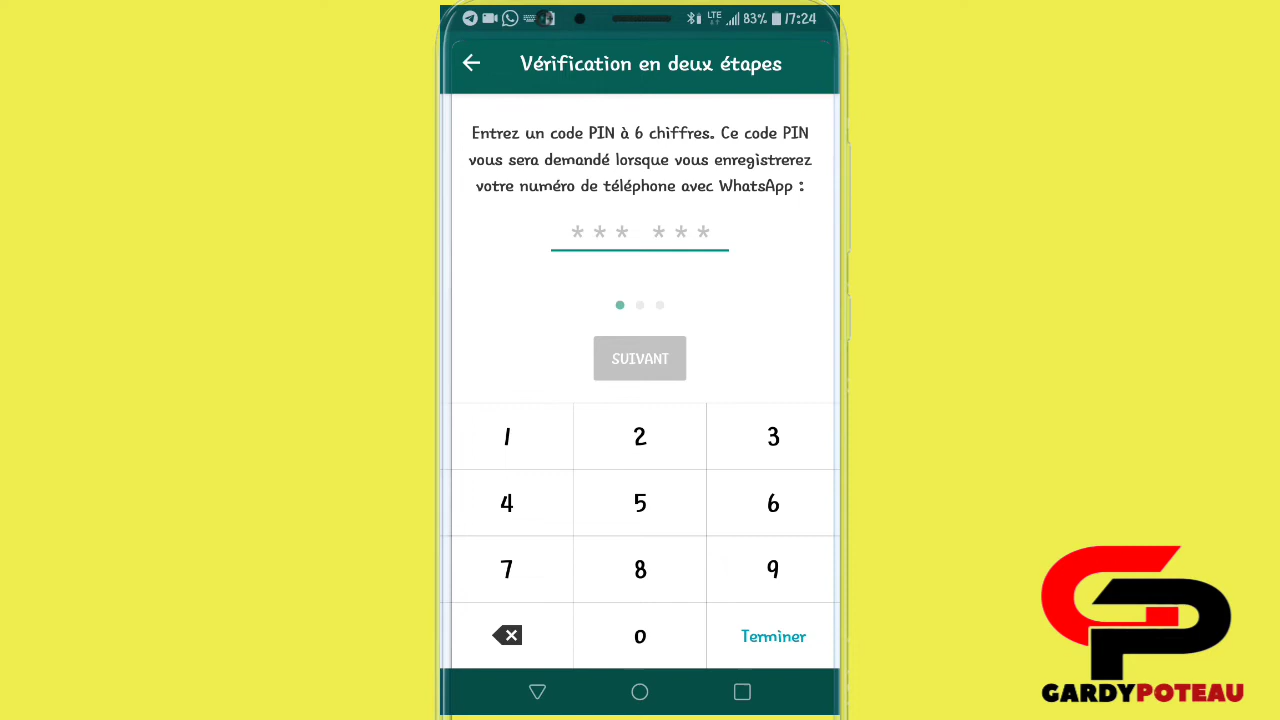 LTE 83% 17:24
Vérification en deux étapes
Entrez un code PIN à 6 chiffres. Ce code PIN
vous sera demandé lorsque vous enregistrerez
votre numéro de téléphone avec WhatsApp :
*** ***
SUIVANT
1 2 3
4 5 6
7 8 9
0 Terminer
GARDYPOTEAU